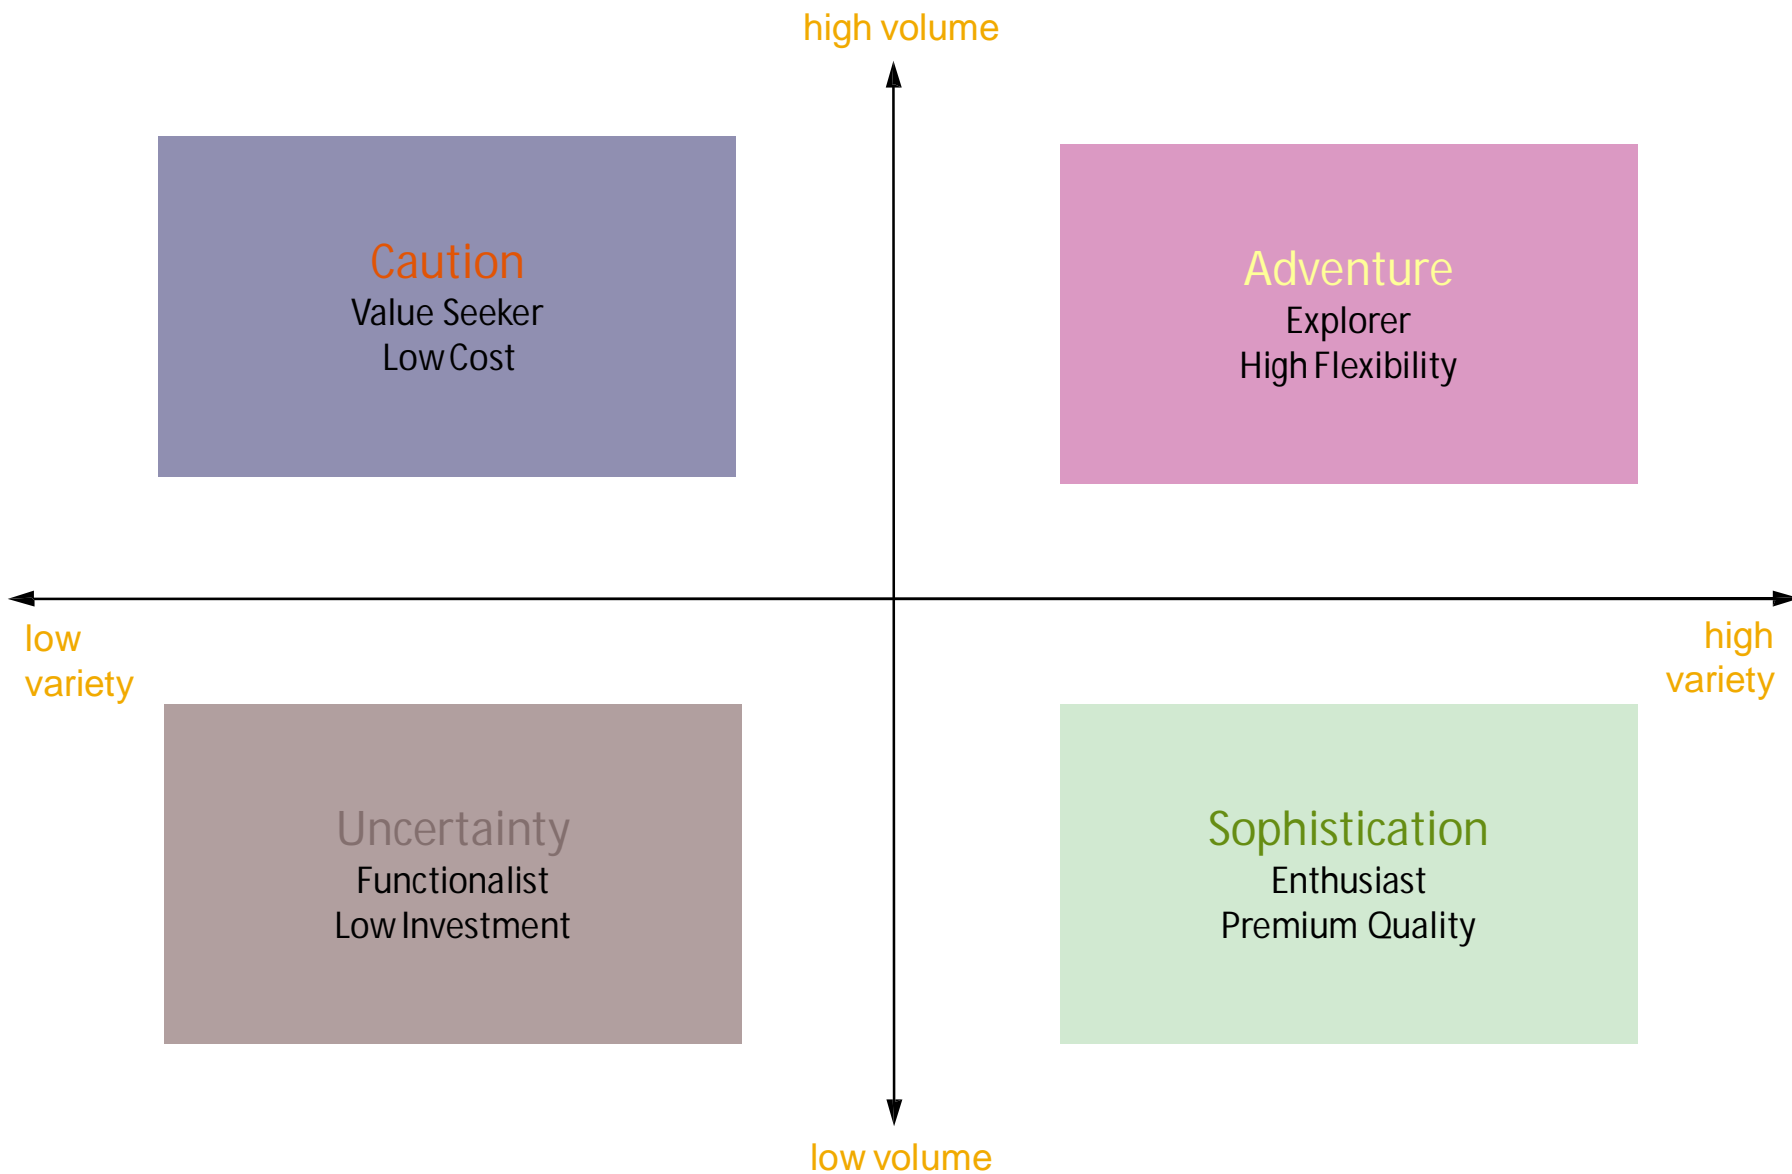 high volume
Caution
Value Seeker
Low Cost
Adventure
Explorer
High Flexibility
low
variety
high
variety
Uncertainty
Functionalist
Low Investment
Sophistication
Enthusiast
Premium Quality
low volume